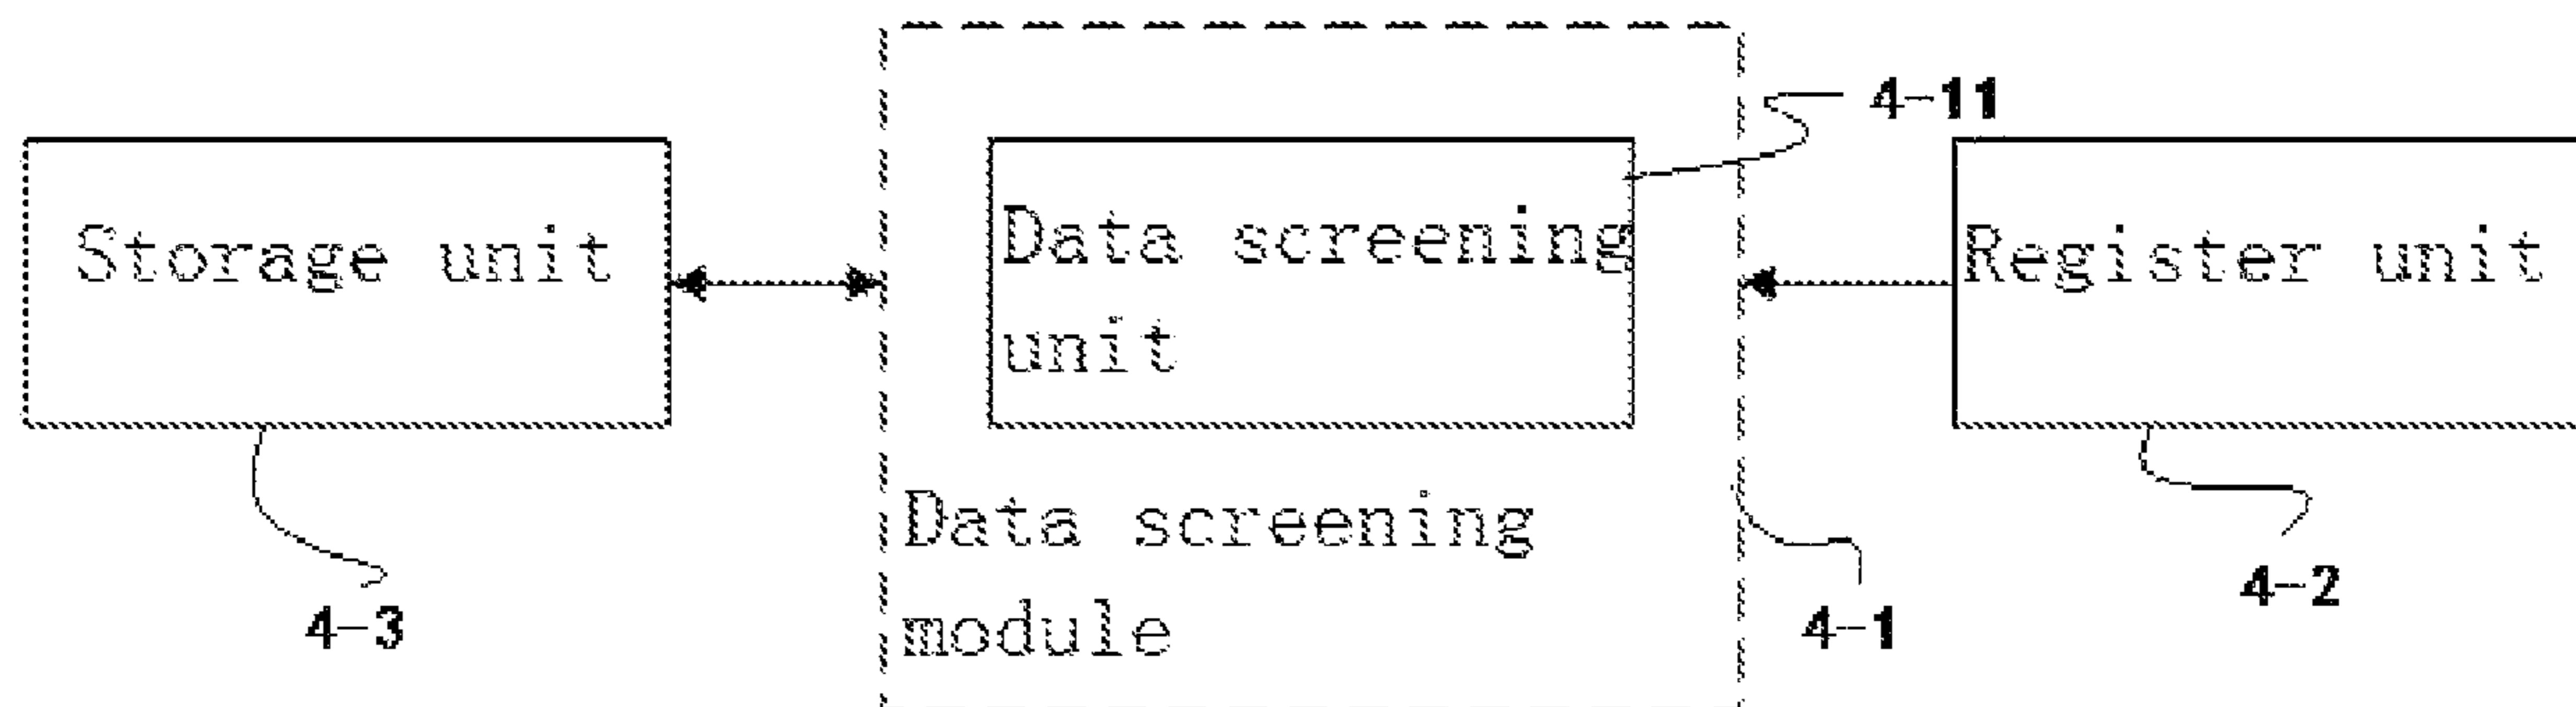 4-11
Storage unit
Data screening
unit
Register unit
Data screening
module
4-3
4-1
4-2